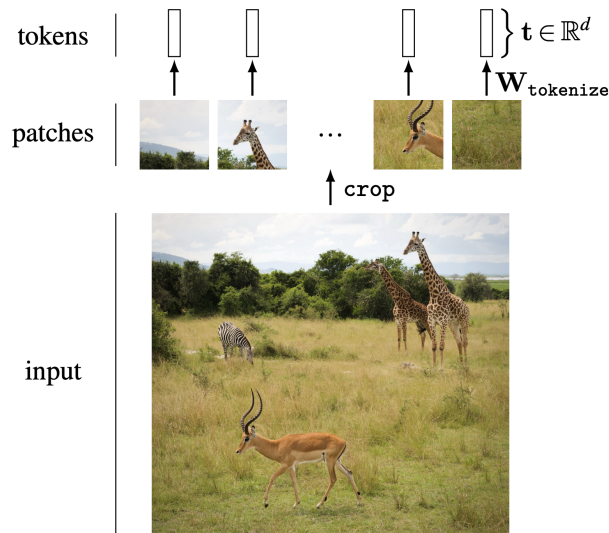 tokens
t ∈ ℝ^d
W_tokenize
patches
...
crop
input